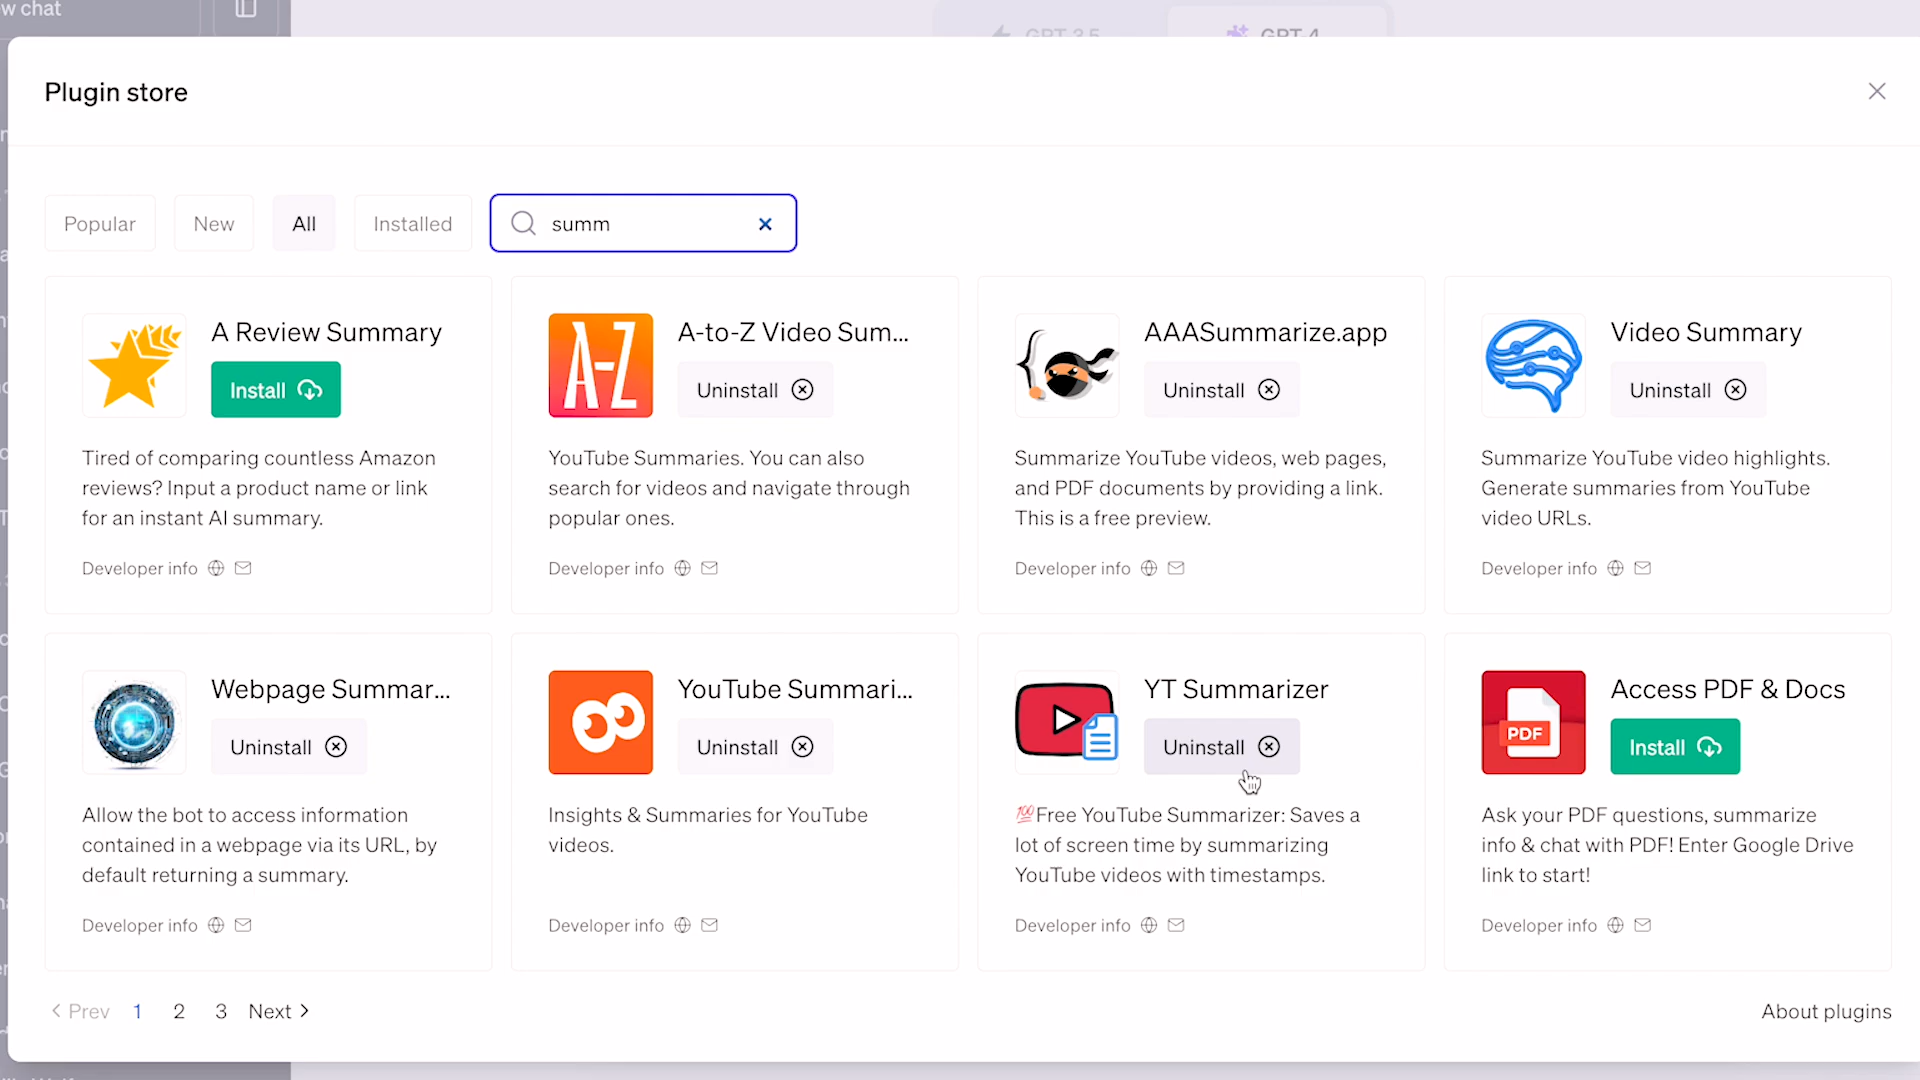 w chat
GPT 3.5
GPT 4
Plugin store
Popular
New
All
Installed
summ
A Review Summary
Install
Tired of comparing countless Amazon
reviews? Input a product name or link
for an instant AI summary.
Developer info
A-Z
A-to-Z Video Sum...
Uninstall
YouTube Summaries. You can also
search for videos and navigate through
popular ones.
Developer info
AAASummarize.app
Uninstall
Summarize YouTube videos, web pages,
and PDF documents by providing a link.
This is a free preview.
Developer info
Video Summary
Uninstall
Summarize YouTube video highlights.
Generate summaries from YouTube
video URLs.
Developer info
Webpage Summar...
Uninstall
Allow the bot to access information
contained in a webpage via its URL, by
default returning a summary.
Developer info
YouTube Summari...
Uninstall
Insights & Summaries for YouTube
videos.
Developer info
YT Summarizer
Uninstall
💯Free YouTube Summarizer: Saves a
lot of screen time by summarizing
YouTube videos with timestamps.
Developer info
PDF
Access PDF & Docs
Install
Ask your PDF questions, summarize
info & chat with PDF! Enter Google Drive
link to start!
Developer info
Prev 1 2 3 Next
About plugins